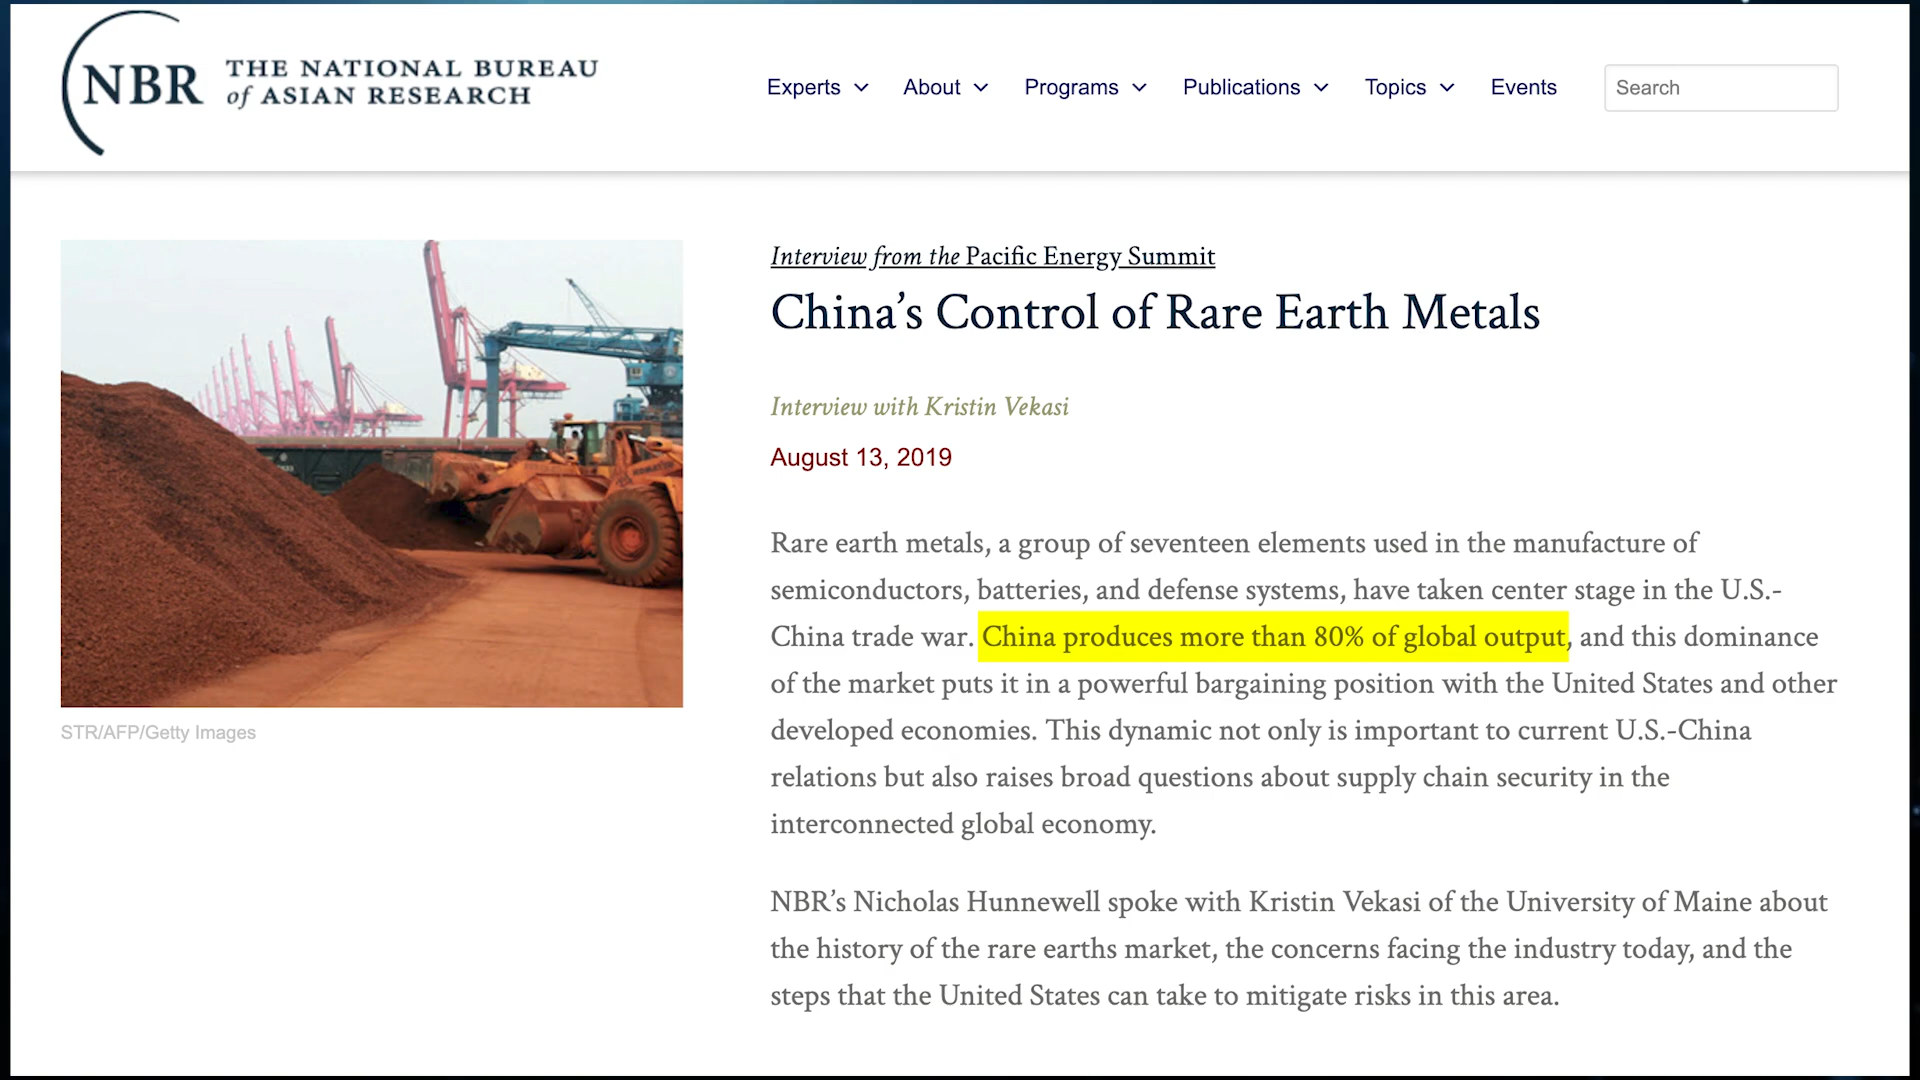 NBR THE NATIONAL BUREAU
of ASIAN RESEARCH
Experts About Programs Publications Topics Events Search
Interview from the Pacific Energy Summit
China’s Control of Rare Earth Metals
Interview with Kristin Vekasi
August 13, 2019
Rare earth metals, a group of seventeen elements used in the manufacture of
semiconductors, batteries, and defense systems, have taken center stage in the U.S.-
China trade war. China produces more than 80% of global output, and this dominance
of the market puts it in a powerful bargaining position with the United States and other
developed economies. This dynamic not only is important to current U.S.-China
relations but also raises broad questions about supply chain security in the
interconnected global economy.
NBR’s Nicholas Hunnewell spoke with Kristin Vekasi of the University of Maine about
the history of the rare earths market, the concerns facing the industry today, and the
steps that the United States can take to mitigate risks in this area.
STR/AFP/Getty Images